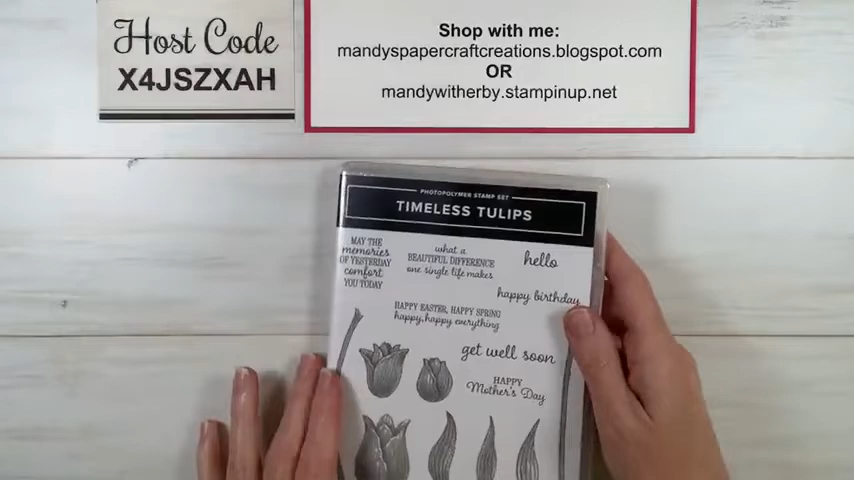 Host Code
X4JSZXAH
Shop with me:
mandyspapercraftcreations.blogspot.com
OR
mandywitherby.stampinup.net
PHOTOPOLYMER STAMP SET
TIMELESS TULIPS
MAY THE
memories
OF YESTERDAY
comfort
YOU TODAY
what a
BEAUTIFUL DIFFERENCE
one single life makes
hello
happy birthday
HAPPY EASTER, HAPPY SPRING
happy, happy everything
get well soon
HAPPY
Mother's Day